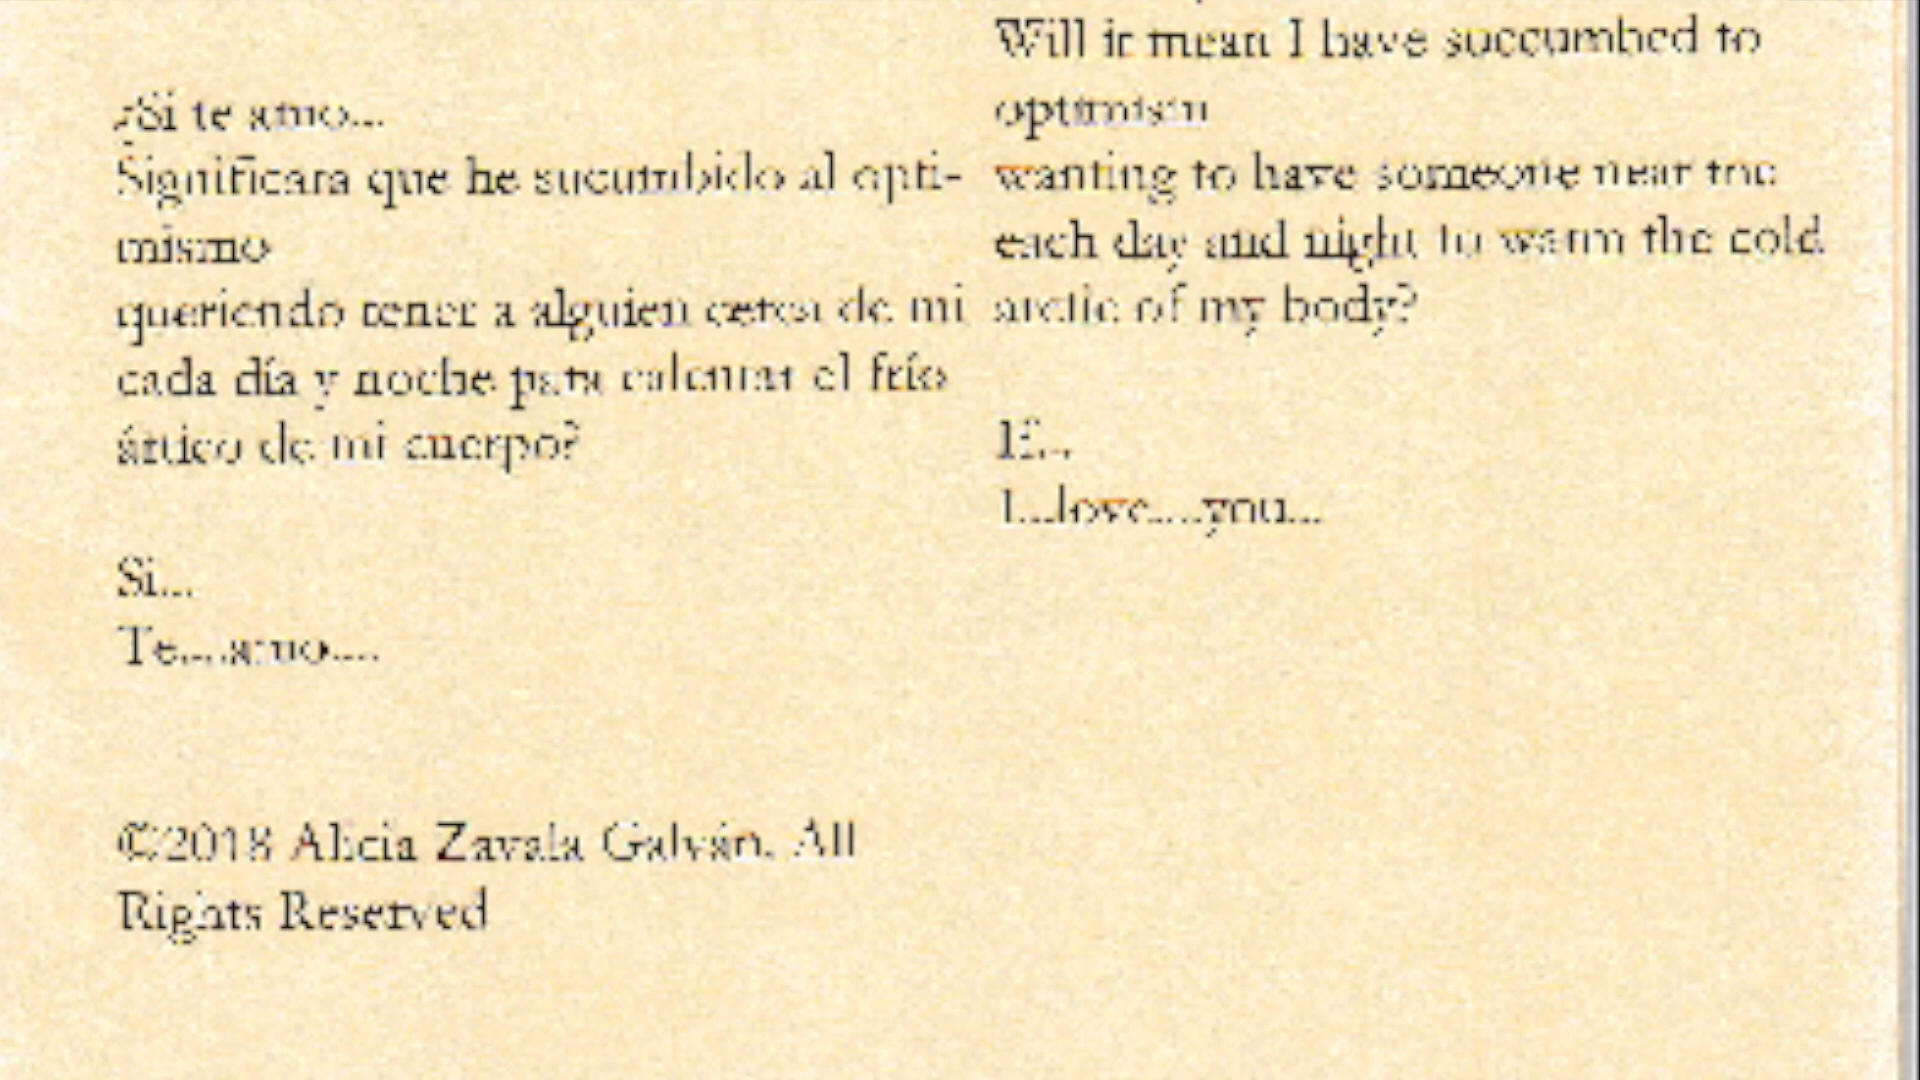 ¿Si te amo...
Significara que he sucumbido al opti-
mismo
queriendo tener a alguien cerca de mi
cada día y noche para calentar el frío
ártico de mi cuerpo?
Si...
Te....amo....
©2018 Alicia Zavala Galván. All
Rights Reserved
Will it mean I have succumbed to
optimism
wanting to have someone near me
each day and night to warm the cold
arctic of my body?
If...
I...love....you...